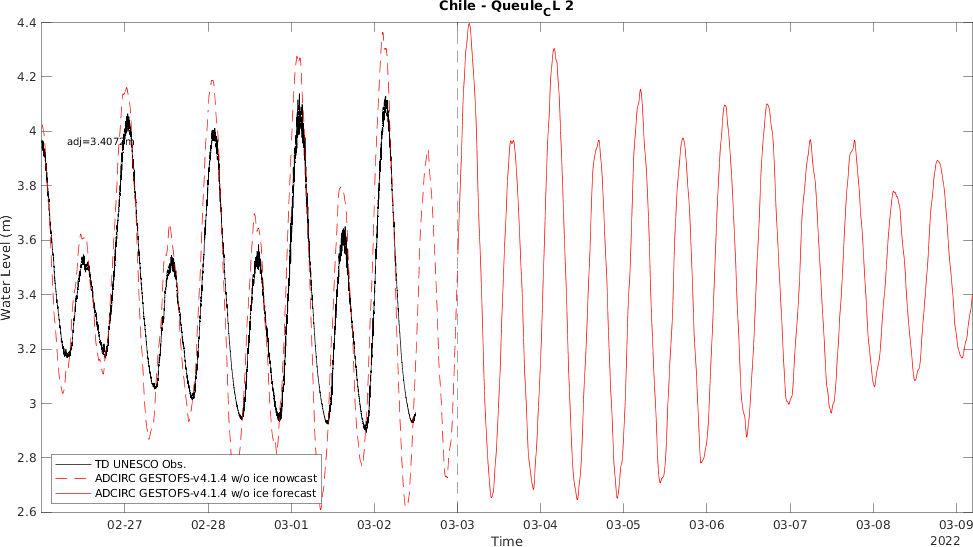 Chile - Queule_CL 2
4.4
4.2
4
3.8
3.6
3.4
3.2
3
2.8
2.6
Water Level (m)
adj=3.4072m
TD UNESCO Obs.
ADCIRC GESTOFS-v4.1.4 w/o ice nowcast
ADCIRC GESTOFS-v4.1.4 w/o ice forecast
02-27 02-28 03-01 03-02 03-03 03-04 03-05 03-06 03-07 03-08 03-09
Time 2022